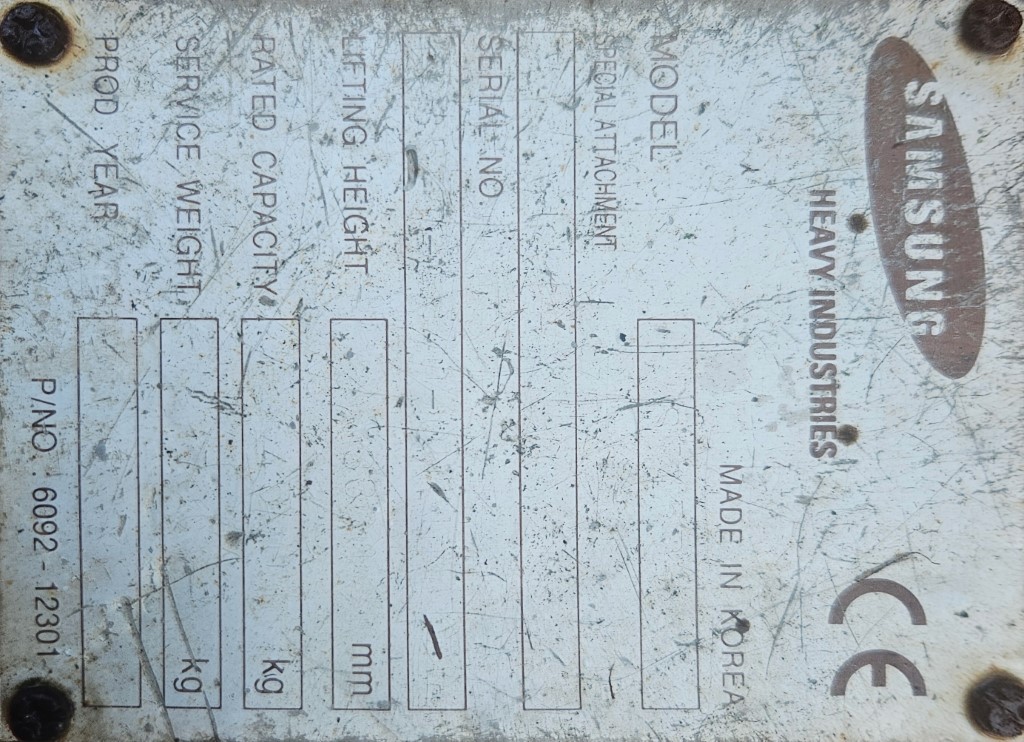 SAMSUNG
HEAVY INDUSTRIES
CE
MADE IN KOREA
MODEL
SPECIAL ATTACHMENT
SERIAL NO
LIFTING HEIGHT mm
RATED CAPACITY kg
SERVICE WEIGHT kg
PROD. YEAR
P/NO. : 6092 - 12301